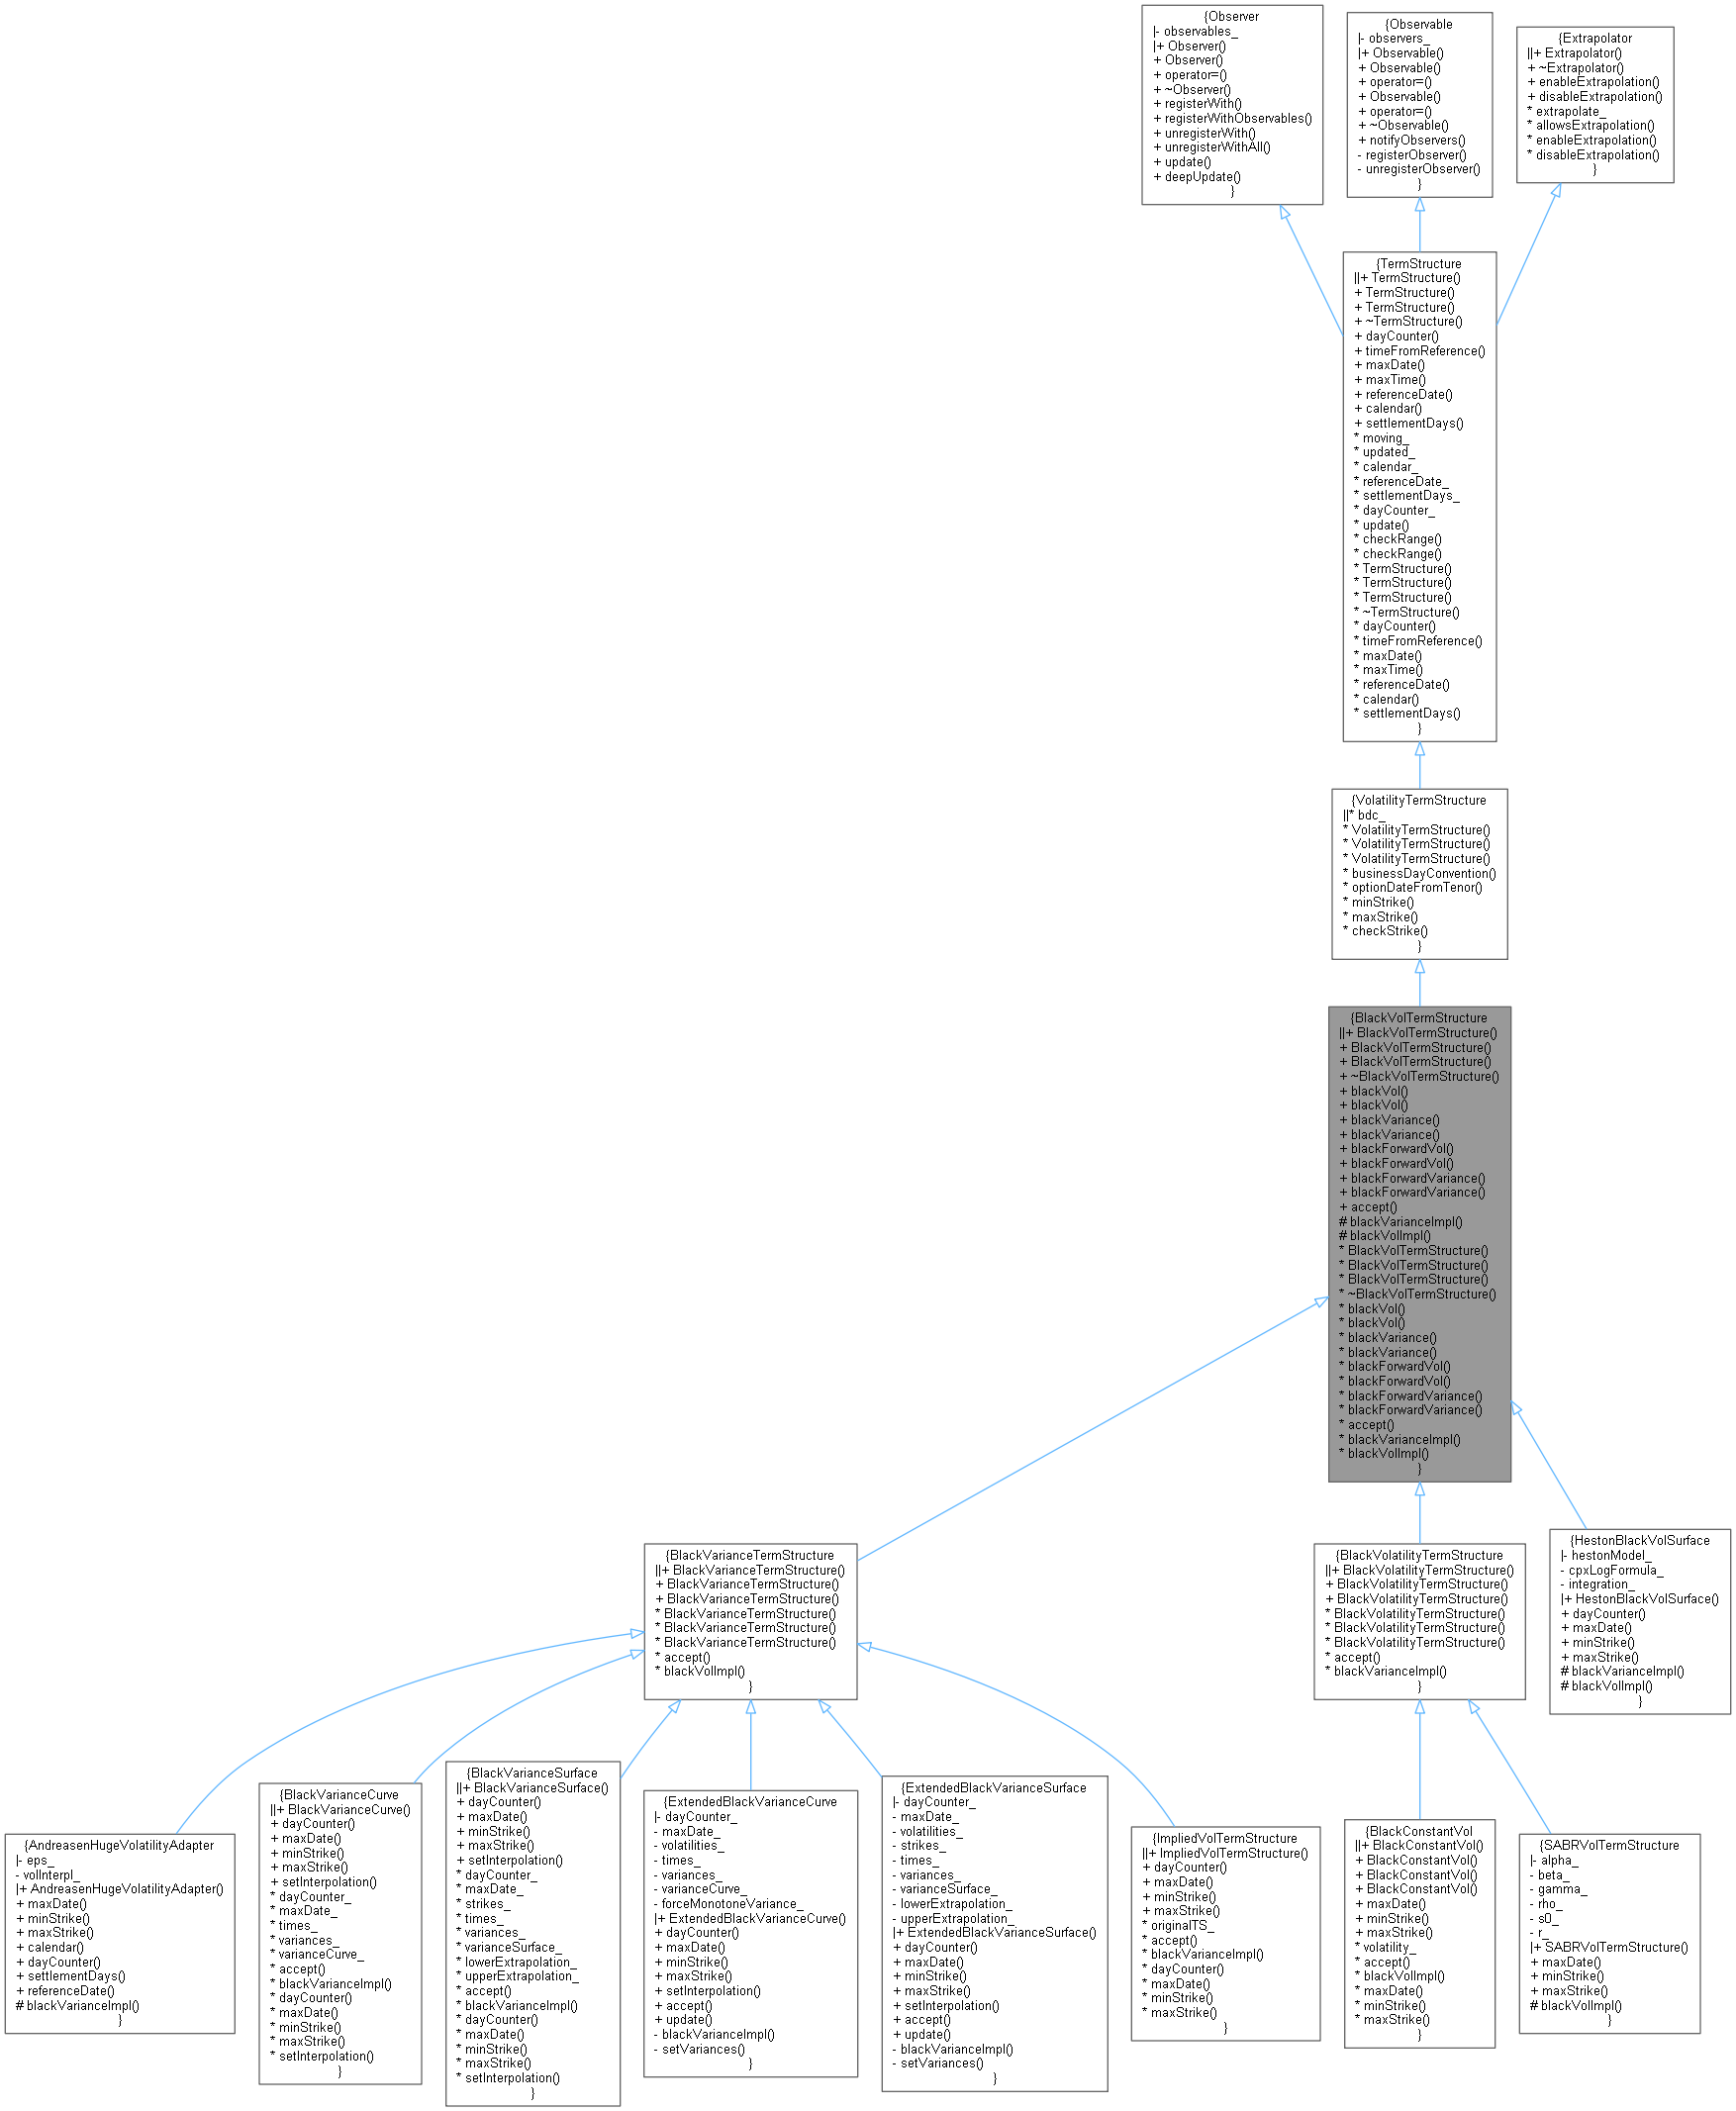 {Observer
|- observables_
|+ Observer()
+ Observer()
+ operator=()
+ ~Observer()
+ registerWith()
+ registerWithObservables()
+ unregisterWith()
+ unregisterWithAll()
+ update()
+ deepUpdate()
}
{Observable
|- observers_
|+ Observable()
+ Observable()
+ operator=()
+ Observable()
+ operator=()
+ ~Observable()
+ notifyObservers()
- registerObserver()
- unregisterObserver()
}
{Extrapolator
||+ Extrapolator()
+ ~Extrapolator()
+ enableExtrapolation()
+ disableExtrapolation()
* extrapolate_
* allowsExtrapolation()
* enableExtrapolation()
* disableExtrapolation()
}
{TermStructure
||+ TermStructure()
+ TermStructure()
+ TermStructure()
+ ~TermStructure()
+ dayCounter()
+ timeFromReference()
+ maxDate()
+ maxTime()
+ referenceDate()
+ calendar()
+ settlementDays()
* moving_
* updated_
* calendar_
* referenceDate_
* settlementDays_
* dayCounter_
* update()
* checkRange()
* checkRange()
* TermStructure()
* TermStructure()
* TermStructure()
* ~TermStructure()
* dayCounter()
* timeFromReference()
* maxDate()
* maxTime()
* referenceDate()
* calendar()
* settlementDays()
}
{VolatilityTermStructure
||* bdc_
* VolatilityTermStructure()
* VolatilityTermStructure()
* VolatilityTermStructure()
* businessDayConvention()
* optionDateFromTenor()
* minStrike()
* maxStrike()
* checkStrike()
}
{BlackVolTermStructure
||+ BlackVolTermStructure()
+ BlackVolTermStructure()
+ BlackVolTermStructure()
+ ~BlackVolTermStructure()
+ blackVol()
+ blackVol()
+ blackVariance()
+ blackVariance()
+ blackForwardVol()
+ blackForwardVol()
+ blackForwardVariance()
+ blackForwardVariance()
+ accept()
# blackVarianceImpl()
# blackVolImpl()
* BlackVolTermStructure()
* BlackVolTermStructure()
* BlackVolTermStructure()
* ~BlackVolTermStructure()
* blackVol()
* blackVol()
* blackVariance()
* blackVariance()
* blackForwardVol()
* blackForwardVol()
* blackForwardVariance()
* blackForwardVariance()
* accept()
* blackVarianceImpl()
* blackVolImpl()
}
{BlackVarianceTermStructure
||+ BlackVarianceTermStructure()
+ BlackVarianceTermStructure()
+ BlackVarianceTermStructure()
* BlackVarianceTermStructure()
* BlackVarianceTermStructure()
* BlackVarianceTermStructure()
* accept()
* blackVolImpl()
}
{BlackVolatilityTermStructure
||+ BlackVolatilityTermStructure()
+ BlackVolatilityTermStructure()
+ BlackVolatilityTermStructure()
* BlackVolatilityTermStructure()
* BlackVolatilityTermStructure()
* BlackVolatilityTermStructure()
* accept()
* blackVarianceImpl()
}
{HestonBlackVolSurface
|- hestonModel_
- cpxLogFormula_
- integration_
|+ HestonBlackVolSurface()
+ dayCounter()
+ maxDate()
+ minStrike()
+ maxStrike()
# blackVarianceImpl()
# blackVolImpl()
}
{AndreasenHugeVolatilityAdapter
|- eps_
- volInterpl_
|+ AndreasenHugeVolatilityAdapter()
+ maxDate()
+ minStrike()
+ maxStrike()
+ calendar()
+ dayCounter()
+ settlementDays()
+ referenceDate()
# blackVarianceImpl()
}
{BlackVarianceCurve
||+ BlackVarianceCurve()
+ dayCounter()
+ maxDate()
+ minStrike()
+ maxStrike()
+ setInterpolation()
* dayCounter_
* maxDate_
* times_
* variances_
* varianceCurve_
* accept()
* blackVarianceImpl()
* dayCounter()
* maxDate()
* minStrike()
* maxStrike()
* setInterpolation()
}
{BlackVarianceSurface
||+ BlackVarianceSurface()
+ dayCounter()
+ maxDate()
+ minStrike()
+ maxStrike()
+ setInterpolation()
* dayCounter_
* maxDate_
* strikes_
* times_
* variances_
* varianceSurface_
* lowerExtrapolation_
* upperExtrapolation_
* accept()
* blackVarianceImpl()
* dayCounter()
* maxDate()
* minStrike()
* maxStrike()
* setInterpolation()
}
{ExtendedBlackVarianceCurve
|- dayCounter_
- maxDate_
- volatilities_
- times_
- variances_
- varianceCurve_
- forceMonotoneVariance_
|+ ExtendedBlackVarianceCurve()
+ dayCounter()
+ maxDate()
+ minStrike()
+ maxStrike()
+ setInterpolation()
+ accept()
+ update()
- blackVarianceImpl()
- setVariances()
}
{ExtendedBlackVarianceSurface
|- dayCounter_
- maxDate_
- volatilities_
- strikes_
- times_
- variances_
- varianceSurface_
- lowerExtrapolation_
- upperExtrapolation_
|+ ExtendedBlackVarianceSurface()
+ dayCounter()
+ maxDate()
+ minStrike()
+ maxStrike()
+ setInterpolation()
+ accept()
+ update()
- blackVarianceImpl()
- setVariances()
}
{ImpliedVolTermStructure
||+ ImpliedVolTermStructure()
+ dayCounter()
+ maxDate()
+ minStrike()
+ maxStrike()
* originalTS_
* accept()
* blackVarianceImpl()
* dayCounter()
* maxDate()
* minStrike()
* maxStrike()
}
{BlackConstantVol
||+ BlackConstantVol()
+ BlackConstantVol()
+ BlackConstantVol()
+ BlackConstantVol()
+ maxDate()
+ minStrike()
+ maxStrike()
* volatility_
* accept()
* blackVolImpl()
* maxDate()
* minStrike()
* maxStrike()
}
{SABRVolTermStructure
|- alpha_
- beta_
- gamma_
- rho_
- s0_
- r_
|+ SABRVolTermStructure()
+ maxDate()
+ minStrike()
+ maxStrike()
# blackVolImpl()
}